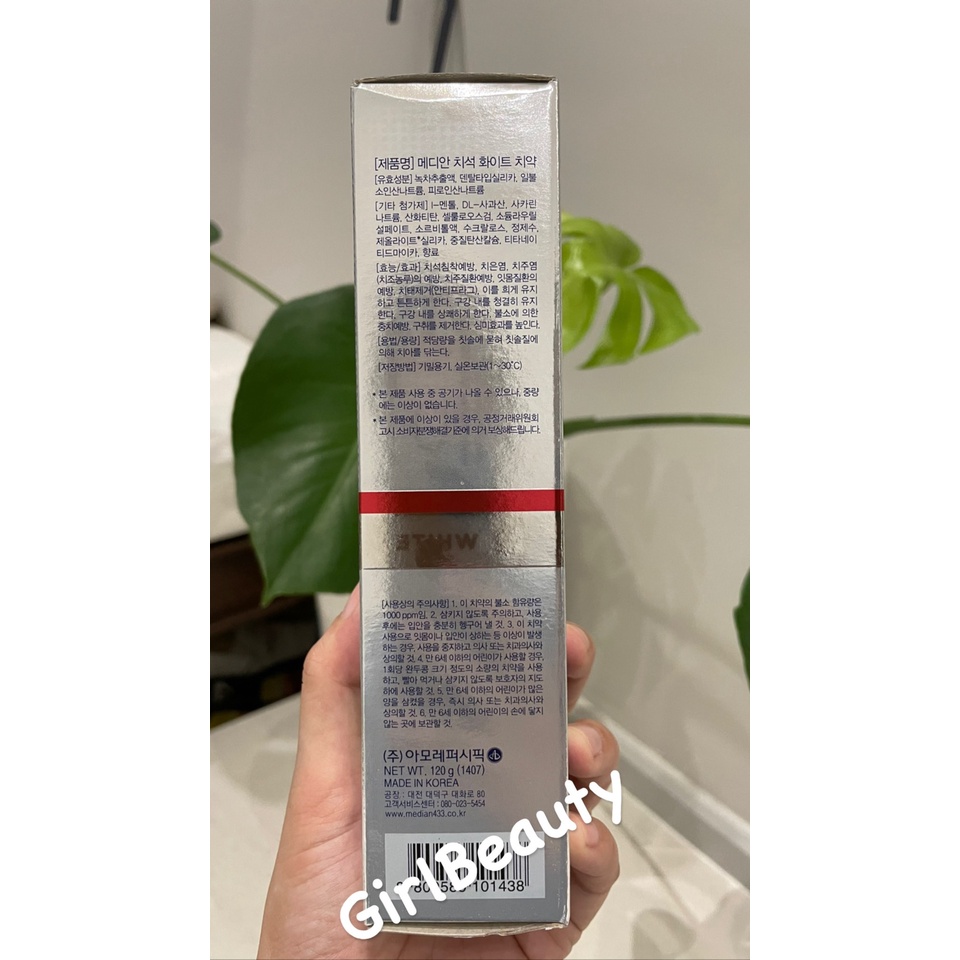 [제품명] 메디안 치석 화이트 치약
[유효성분] 녹차추출액, 덴탈타입실리카, 일불
소인산나트륨, 피로인산나트륨
[기타 첨가제] l-멘톨, DL-사과산, 사카린
나트륨, 산화티탄, 셀룰로오스검, 소듐라우릴
설페이트, 소르비톨액, 수크랄로스, 정제수,
제올라이트*실리카, 중질탄산칼슘, 티타네이
티드마이카, 향료
[효능/효과] 치석침착예방, 치은염, 치주염
(치조농루)의 예방, 치주질환예방, 잇몸질환의
예방, 치태제거(안티프라그), 이를 희게 유지
하고 튼튼하게 한다. 구강 내를 청결히 유지
한다. 구강 내를 상쾌하게 한다. 불소에 의한
충치예방. 구취를 제거한다. 심미효과를 높인다.
[용법/용량] 적당량을 칫솔에 묻혀 칫솔질에
의해 치아를 닦는다.
[저장방법] 기밀용기, 실온보관(1~30℃)
• 본 제품 사용 중 공기가 나올 수 있으나, 중량
에는 이상이 없습니다.
• 본 제품에 이상이 있을 경우, 공정거래위원회
고시 소비자분쟁해결기준에 의거 보상해드립니다.
WHITE
[사용상의 주의사항] 1. 이 치약의 불소 함유량은
1000 ppm임. 2. 삼키지 않도록 주의하고, 사용
후에는 입안을 충분히 헹구어 낼 것. 3. 이 치약
사용으로 잇몸이나 입안이 상하는 등 이상이 발생
하는 경우, 사용을 중지하고 의사 또는 치과의사와
상의할 것. 4. 만 6세 이하의 어린이가 사용할 경우,
1회당 완두콩 크기 정도의 소량의 치약을 사용
하고, 빨아 먹거나 삼키지 않도록 보호자의 지도
하에 사용할 것. 5. 만 6세 이하의 어린이가 많은
양을 삼켰을 경우, 즉시 의사 또는 치과의사와
상의할 것. 6. 만 6세 이하의 어린이의 손에 닿지
않는 곳에 보관할 것.
(주) 아모레퍼시픽
NET WT. 120 g (1407)
MADE IN KOREA
공장 : 대전 대덕구 대화로 80
고객서비스센터 : 080-023-5454
www.median433.co.kr
101438
GirlBeauty